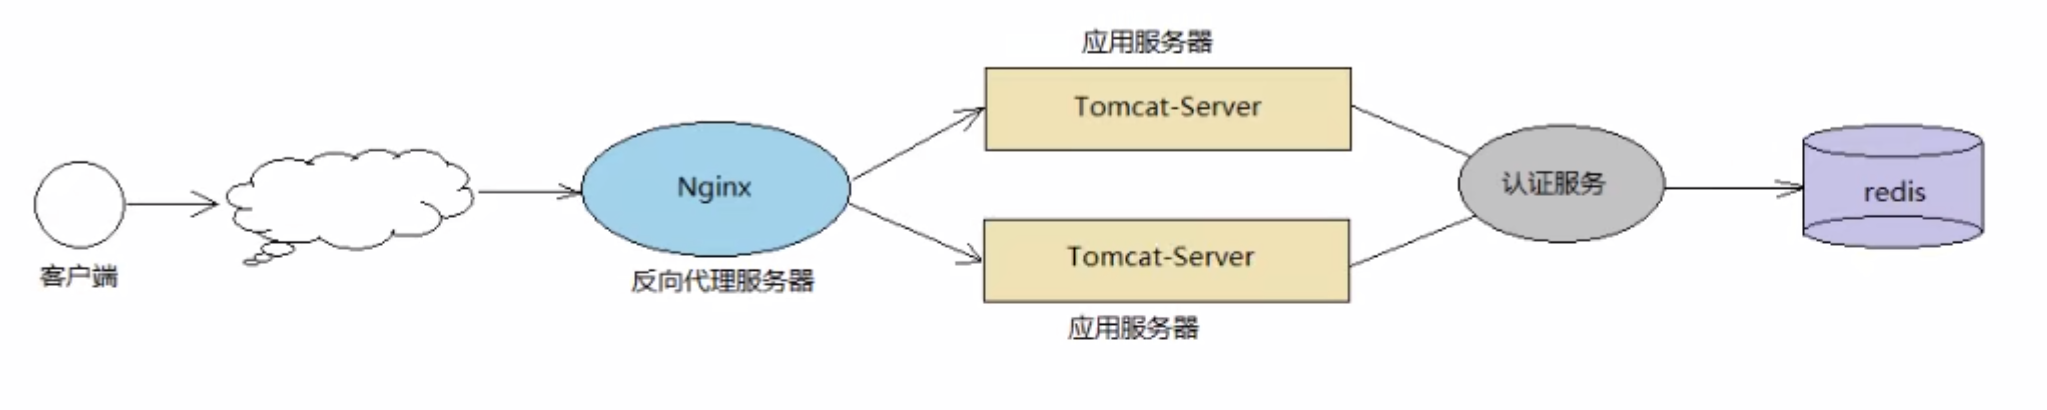 应用服务器
Tomcat-Server
客户端
Nginx
反向代理服务器
Tomcat-Server
应用服务器
认证服务
redis